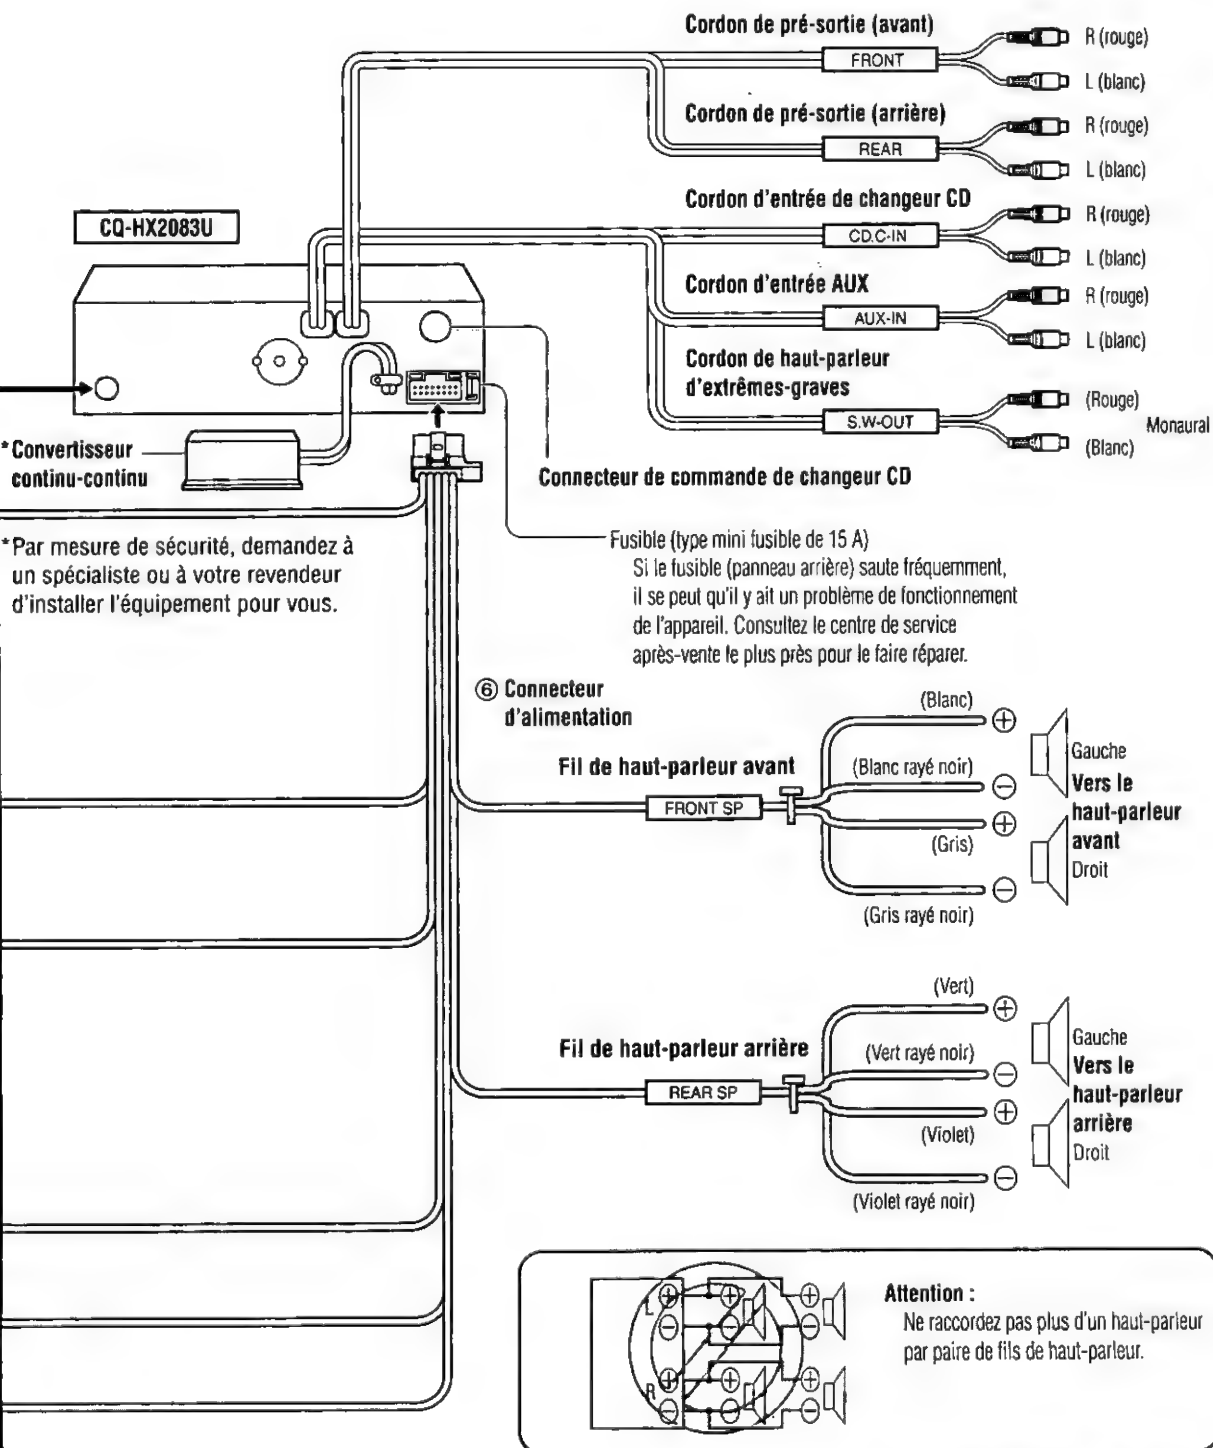 Cordon de pré-sortie (avant)
FRONT
R (rouge)
L (blanc)
Cordon de pré-sortie (arrière)
REAR
R (rouge)
L (blanc)
Cordon d'entrée de changeur CD
CD.C-IN
R (rouge)
L (blanc)
Cordon d'entrée AUX
AUX-IN
R (rouge)
L (blanc)
Cordon de haut-parleur
d'extrêmes-graves
S.W-OUT
(Rouge)
(Blanc)
Monaural
CQ-HX2083U
*Convertisseur
continu-continu
Connecteur de commande de changeur CD
*Par mesure de sécurité, demandez à
un spécialiste ou à votre revendeur
d'installer l'équipement pour vous.
Fusible (type mini fusible de 15 A)
Si le fusible (panneau arrière) saute fréquemment,
il se peut qu'il y ait un problème de fonctionnement
de l'appareil. Consultez le centre de service
après-vente le plus près pour le faire réparer.
⑥ Connecteur
d'alimentation
Fil de haut-parleur avant
FRONT SP
(Blanc)
(Blanc rayé noir)
(Gris)
(Gris rayé noir)
Gauche
Vers le
haut-parleur
avant
Droit
Fil de haut-parleur arrière
REAR SP
(Vert)
(Vert rayé noir)
(Violet)
(Violet rayé noir)
Gauche
Vers le
haut-parleur
arrière
Droit
L
R
Attention :
Ne raccordez pas plus d'un haut-parleur
par paire de fils de haut-parleur.